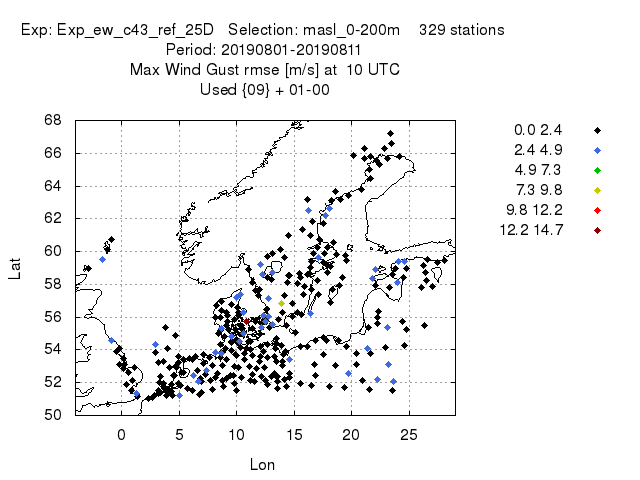 Exp: Exp_ew_c43_ref_25D   Selection: masl_0-200m    329 stations
Period: 20190801-20190811
Max Wind Gust rmse [m/s] at  10 UTC
Used {09} + 01-00
68
66
64
62
60
58
56
54
52
50
Lat
0 5 10 15 20 25
Lon
0.0 2.4
2.4 4.9
4.9 7.3
7.3 9.8
9.8 12.2
12.2 14.7